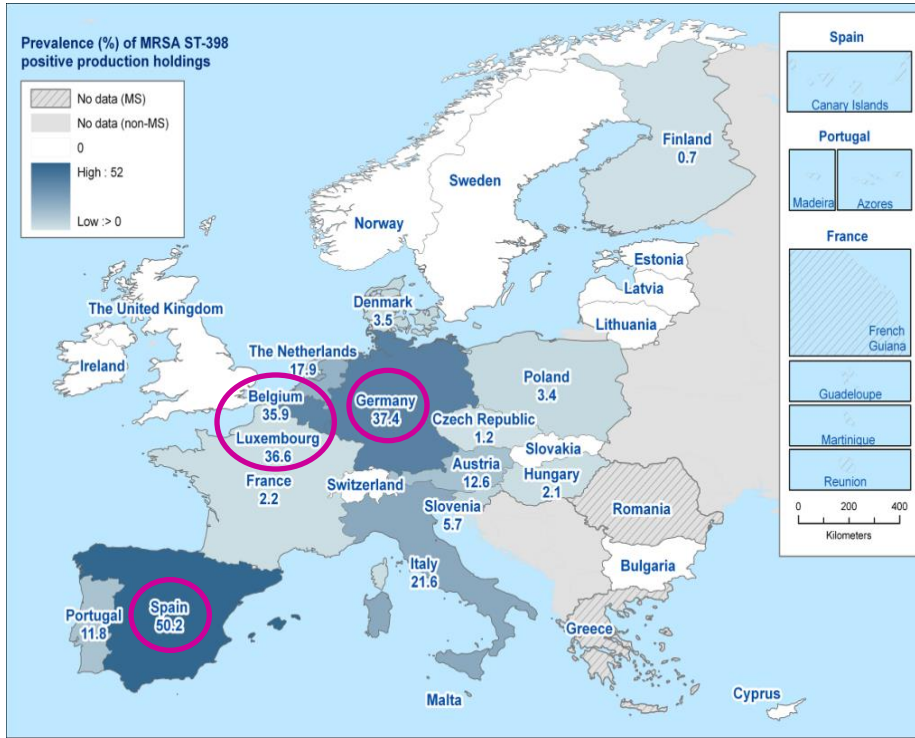 Prevalence (%) of MRSA ST-398
positive production holdings
No data (MS)
No data (non-MS)
0
High : 52
Low :> 0
Finland
0.7
Sweden
Norway
Estonia
Latvia
Lithuania
The United Kingdom
Ireland
Denmark
3.5
The Netherlands
17.9
Belgium
35.9
Luxembourg
36.6
Germany
37.4
Poland
3.4
Czech Republic
1.2
Slovakia
Austria
12.6
Hungary
2.1
France
2.2
Switzerland
Slovenia
5.7
Romania
Bulgaria
Italy
21.6
Portugal
11.8
Spain
50.2
Greece
Malta
Cyprus
Spain
Canary Islands
Portugal
Madeira
Azores
France
French
Guiana
Guadeloupe
Martinique
Reunion
0 200 400
Kilometers